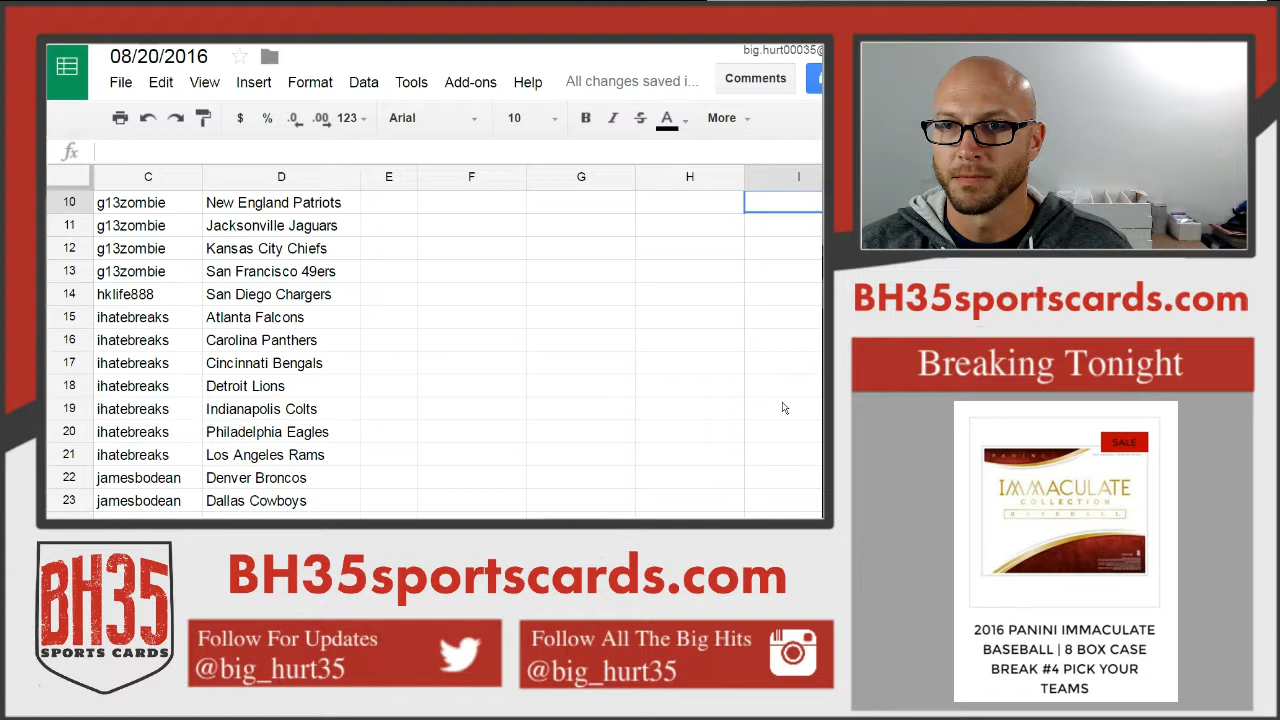 08/20/2016
big.hurt00035@
File Edit View Insert Format Data Tools Add-ons Help All changes saved i... Comments
$ % .0 .00 123 Arial 10 B I S A More
fx
C D E F G H I
10 g13zombie New England Patriots
11 g13zombie Jacksonville Jaguars
12 g13zombie Kansas City Chiefs
13 g13zombie San Francisco 49ers
14 hklife888 San Diego Chargers
15 ihatebreaks Atlanta Falcons
16 ihatebreaks Carolina Panthers
17 ihatebreaks Cincinnati Bengals
18 ihatebreaks Detroit Lions
19 ihatebreaks Indianapolis Colts
20 ihatebreaks Philadelphia Eagles
21 ihatebreaks Los Angeles Rams
22 jamesbodean Denver Broncos
23 jamesbodean Dallas Cowboys
BH35sportscards.com
Breaking Tonight
SALE
PANINI
IMMACULATE
COLLECTION
BASEBALL
2016 PANINI IMMACULATE
BASEBALL | 8 BOX CASE
BREAK #4 PICK YOUR
TEAMS
BH35
SPORTS CARDS
BH35sportscards.com
Follow For Updates
@big_hurt35
Follow All The Big Hits
@big_hurt35